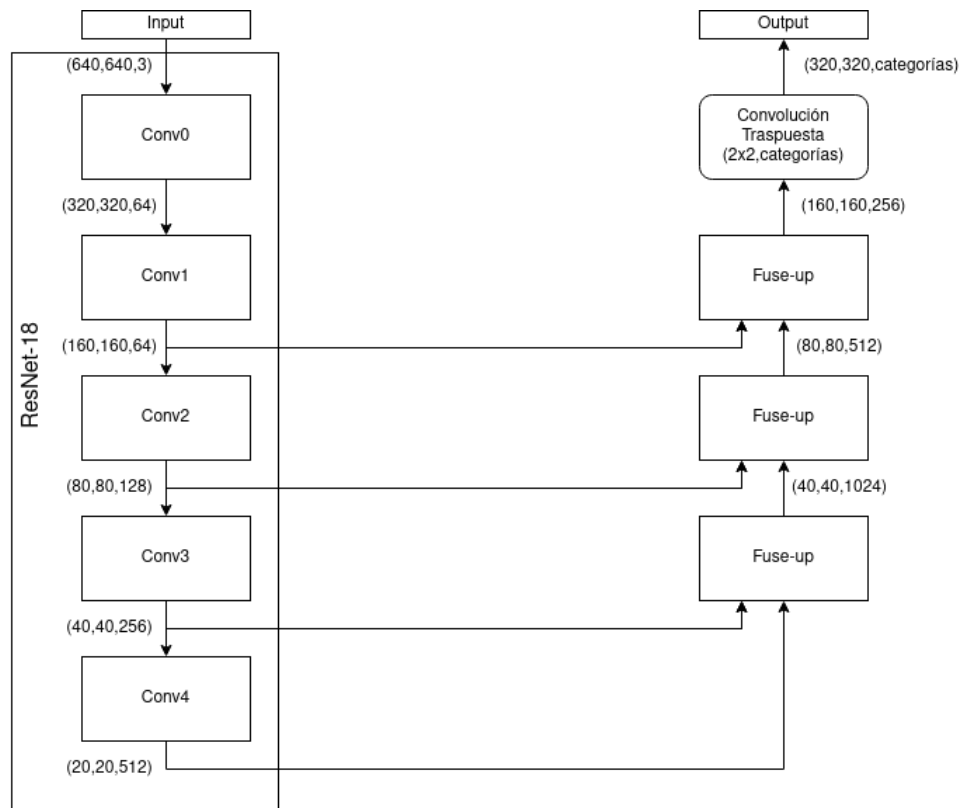 Input
(640,640,3)
Conv0
(320,320,64)
Conv1
(160,160,64)
Conv2
(80,80,128)
Conv3
(40,40,256)
Conv4
(20,20,512)
ResNet-18
Output
(320,320,categorías)
Convolución
Traspuesta
(2x2,categorías)
(160,160,256)
Fuse-up
(80,80,512)
Fuse-up
(40,40,1024)
Fuse-up